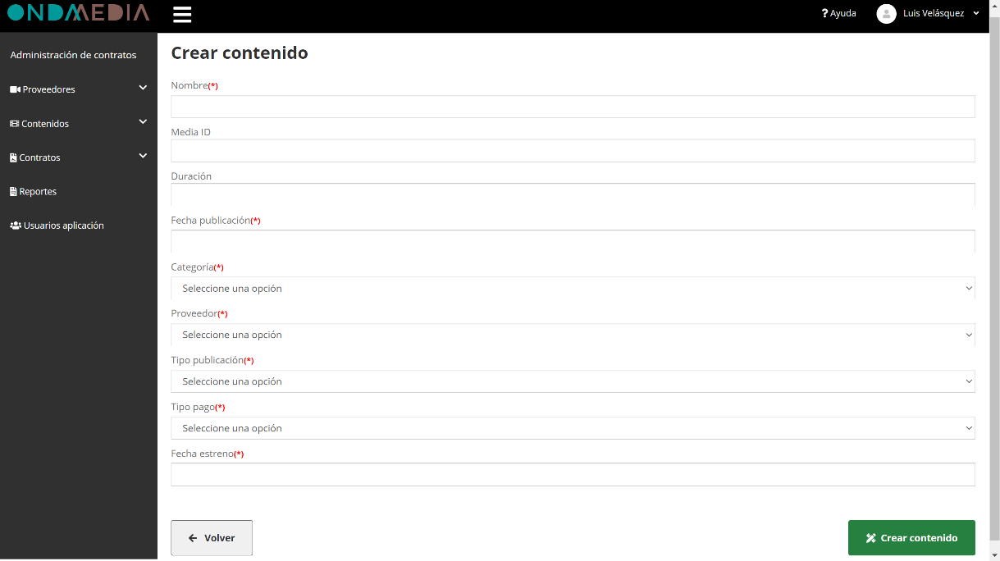 ONDAMEDIA
? Ayuda
Luis Velásquez
Administración de contratos
Proveedores
Contenidos
Contratos
Reportes
Usuarios aplicación
Crear contenido
Nombre(*)
Media ID
Duración
Fecha publicación(*)
Categoría(*)
Seleccione una opción
Proveedor(*)
Seleccione una opción
Tipo publicación(*)
Seleccione una opción
Tipo pago(*)
Seleccione una opción
Fecha estreno(*)
Volver
Crear contenido